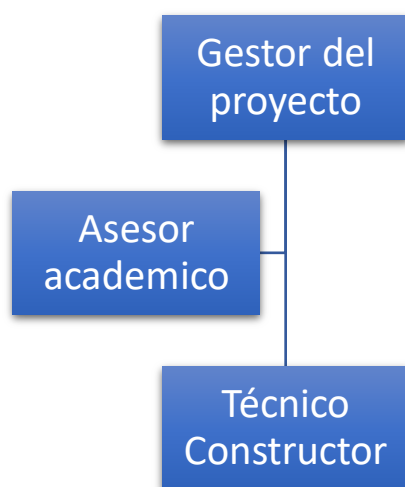 Gestor del
proyecto
Asesor
academico
Técnico
Constructor